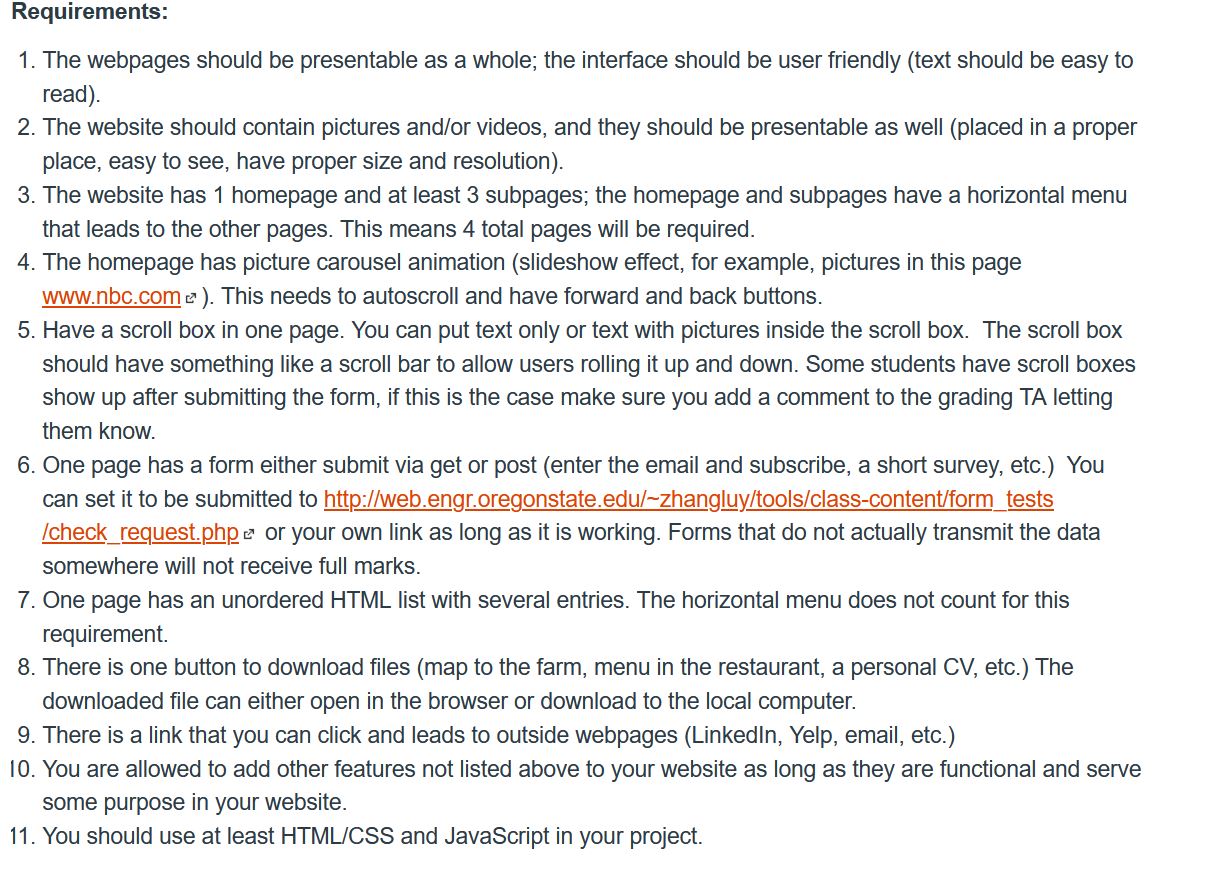 Requirements:
1. The webpages should be presentable as a whole; the interface should be user friendly (text should be easy to
read).
2. The website should contain pictures and/or videos, and they should be presentable as well (placed in a proper
place, easy to see, have proper size and resolution).
3. The website has 1 homepage and at least 3 subpages; the homepage and subpages have a horizontal menu
that leads to the other pages. This means 4 total pages will be required.
4. The homepage has picture carousel animation (slideshow effect, for example, pictures in this page
www.nbc.com). This needs to autoscroll and have forward and back buttons.
5. Have a scroll box in one page. You can put text only or text with pictures inside the scroll box.  The scroll box
should have something like a scroll bar to allow users rolling it up and down. Some students have scroll boxes
show up after submitting the form, if this is the case make sure you add a comment to the grading TA letting
them know.
6. One page has a form either submit via get or post (enter the email and subscribe, a short survey, etc.)  You
can set it to be submitted to http://web.engr.oregonstate.edu/~zhangluy/tools/class-content/form_tests
/check_request.php or your own link as long as it is working. Forms that do not actually transmit the data
somewhere will not receive full marks.
7. One page has an unordered HTML list with several entries. The horizontal menu does not count for this
requirement.
8. There is one button to download files (map to the farm, menu in the restaurant, a personal CV, etc.) The
downloaded file can either open in the browser or download to the local computer.
9. There is a link that you can click and leads to outside webpages (LinkedIn, Yelp, email, etc.)
10. You are allowed to add other features not listed above to your website as long as they are functional and serve
some purpose in your website.
11. You should use at least HTML/CSS and JavaScript in your project.